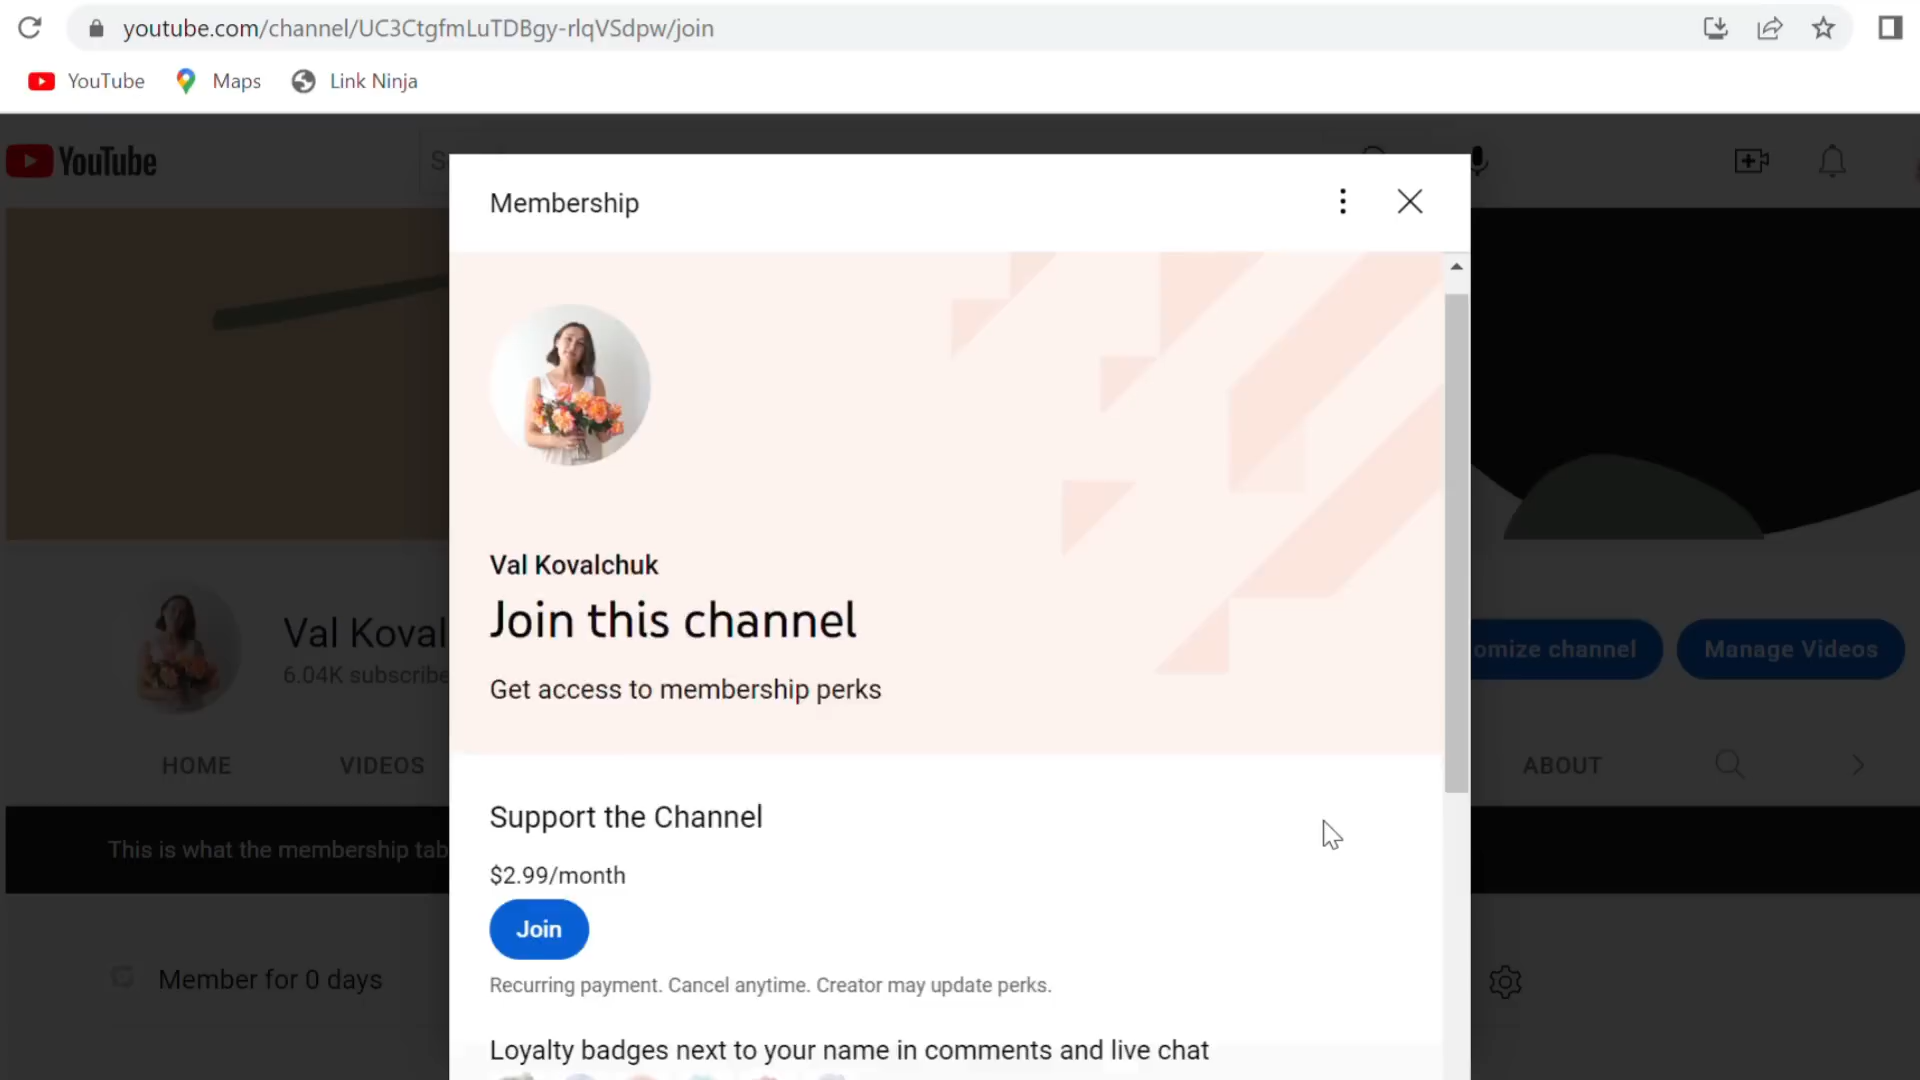 youtube.com/channel/UC3CtgfmLuTDBgy-rlqVSdpw/join
YouTube Maps Link Ninja
YouTube
Membership
Val Kovalchuk
Join this channel
Get access to membership perks
Val Koval
6.04K subscribe
omize channel Manage Videos
HOME VIDEOS ABOUT
Support the Channel
This is what the membership tab
$2.99/month
Join
Member for 0 days
Recurring payment. Cancel anytime. Creator may update perks.
Loyalty badges next to your name in comments and live chat